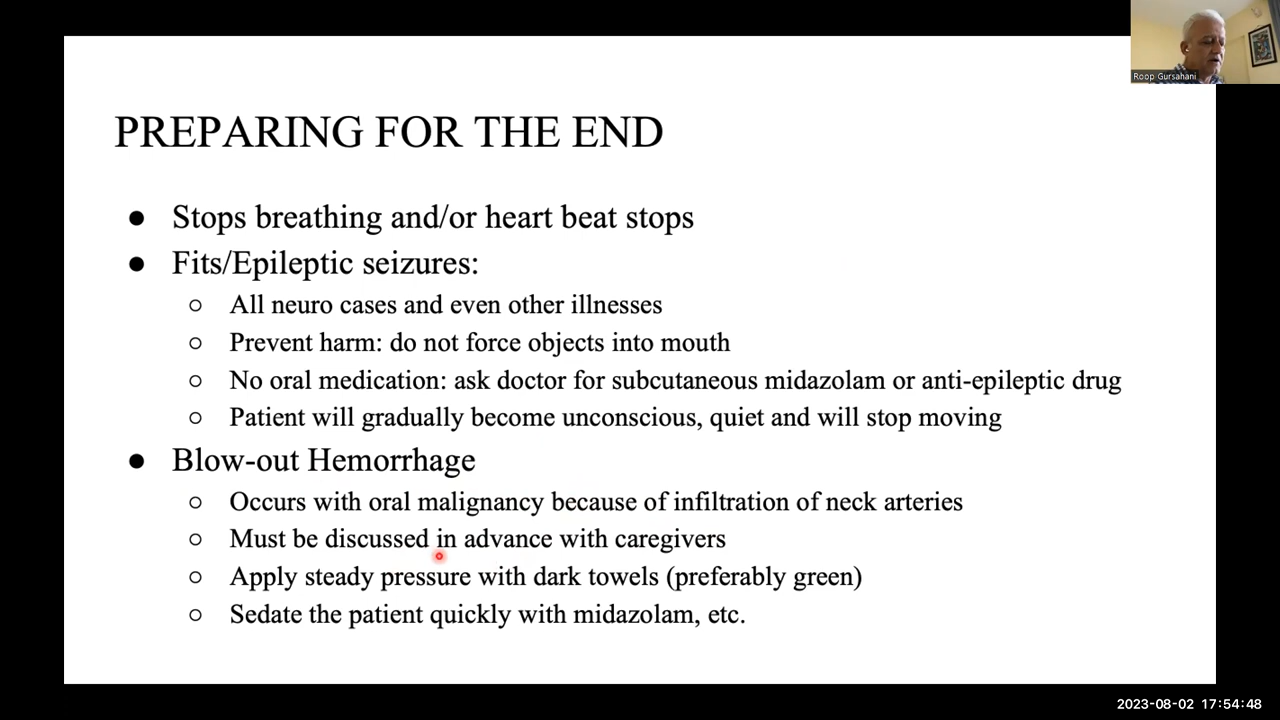 Roop Gursahani
PREPARING FOR THE END
● Stops breathing and/or heart beat stops
● Fits/Epileptic seizures:
○ All neuro cases and even other illnesses
○ Prevent harm: do not force objects into mouth
○ No oral medication: ask doctor for subcutaneous midazolam or anti-epileptic drug
○ Patient will gradually become unconscious, quiet and will stop moving
● Blow-out Hemorrhage
○ Occurs with oral malignancy because of infiltration of neck arteries
○ Must be discussed in advance with caregivers
○ Apply steady pressure with dark towels (preferably green)
○ Sedate the patient quickly with midazolam, etc.
2023-08-02 17:54:48